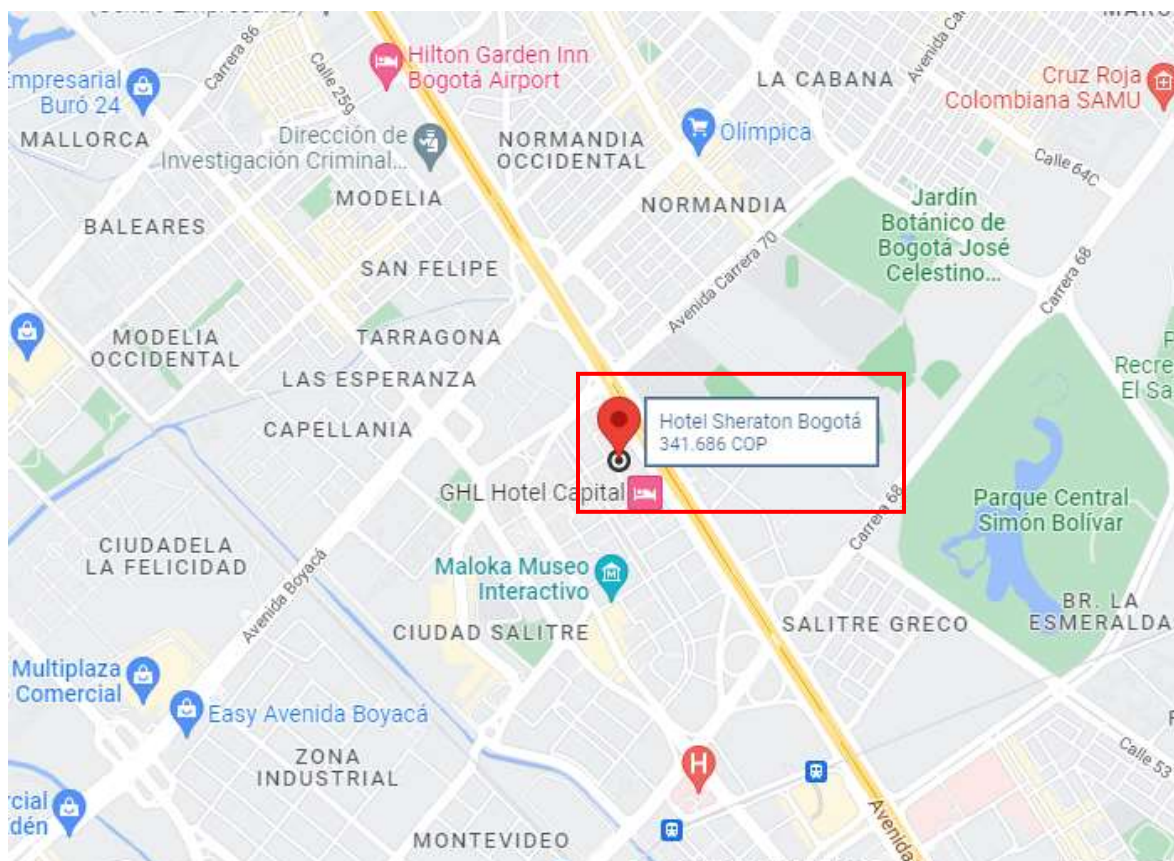 Carrera 86
Calle 25g
Hilton Garden Inn
Bogotá Airport
LA CABANA
Cruz Roja
Colombiana SAMU
Empresarial
Buró 24
MALLORCA
Dirección de
Investigación Criminal...
NORMANDIA
OCCIDENTAL
Olímpica
Calle 64C
MODELIA
NORMANDIA
Jardín
Botánico de
Bogotá José
Celestino...
BALEARES
SAN FELIPE
Avenida Carrera 70
Carrera 68
MODELIA
OCCIDENTAL
TARRAGONA
LAS ESPERANZA
CAPELLANIA
Hotel Sheraton Bogotá
341.686 COP
GHL Hotel Capital
Carrera 68
Parque Central
Simón Bolívar
CIUDADELA
LA FELICIDAD
Avenida Boyacá
Maloka Museo
Interactivo
CIUDAD SALITRE
SALITRE GRECO
BR. LA
ESMERALDA
Multiplaza
Comercial
Easy Avenida Boyacá
ZONA
INDUSTRIAL
H
Calle 53
MONTEVIDEO
Avenida